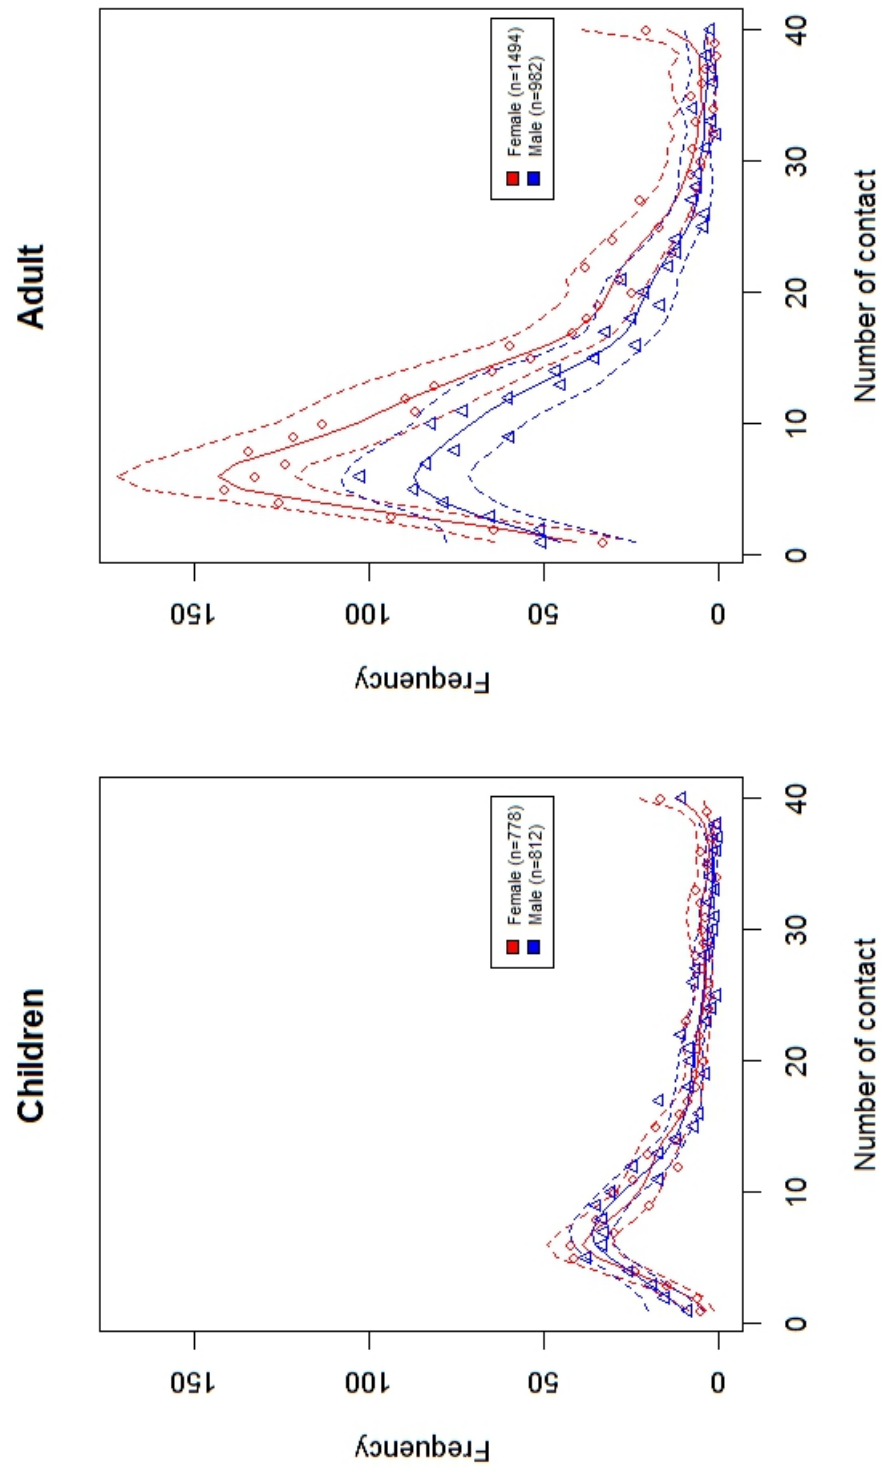 Children
Frequency
150
100
50
0
0
10
20
30
40
Number of contact
Female (n=778)
Male (n=812)
Adult
Frequency
150
100
50
0
0
10
20
30
40
Number of contact
Female (n=1494)
Male (n=982)